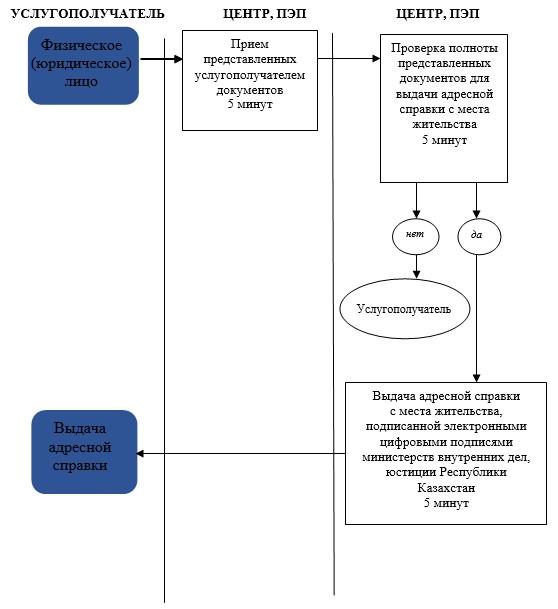 УСЛУГОПОЛУЧАТЕЛЬ
ЦЕНТР, ПЭП
ЦЕНТР, ПЭП
Физическое
(юридическое)
лицо
Прием
представленных
услугополучателем
документов
5 минут
Проверка полноты
представленных
документов для
выдачи адресной
справки с места
жительства
5 минут
нет
да
Услугополучатель
Выдача
адресной
справки
Выдача адресной справки
с места жительства,
подписанной электронными
цифровыми подписями
министерств внутренних дел,
юстиции Республики
Казахстан
5 минут